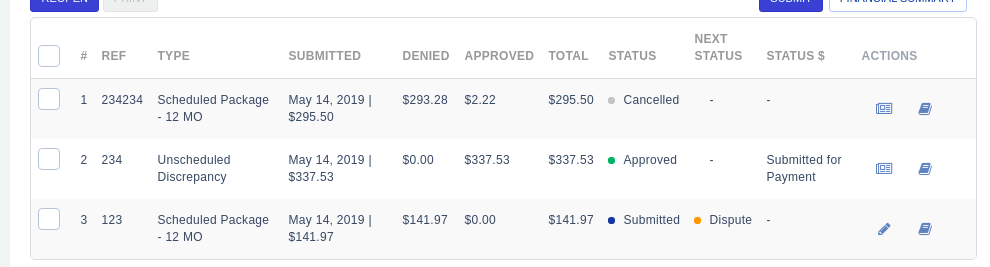 REOPEN PRINT SUBMIT FINANCIAL SUMMARY
# REF TYPE SUBMITTED DENIED APPROVED TOTAL STATUS NEXT STATUS STATUS $ ACTIONS
1 234234 Scheduled Package May 14, 2019 | $293.28 $2.22 $295.50 Cancelled - -
- 12 MO $295.50
2 234 Unscheduled May 14, 2019 | $0.00 $337.53 $337.53 Approved - Submitted for
Discrepancy $337.53 Payment
3 123 Scheduled Package May 14, 2019 | $141.97 $0.00 $141.97 Submitted Dispute -
- 12 MO $141.97